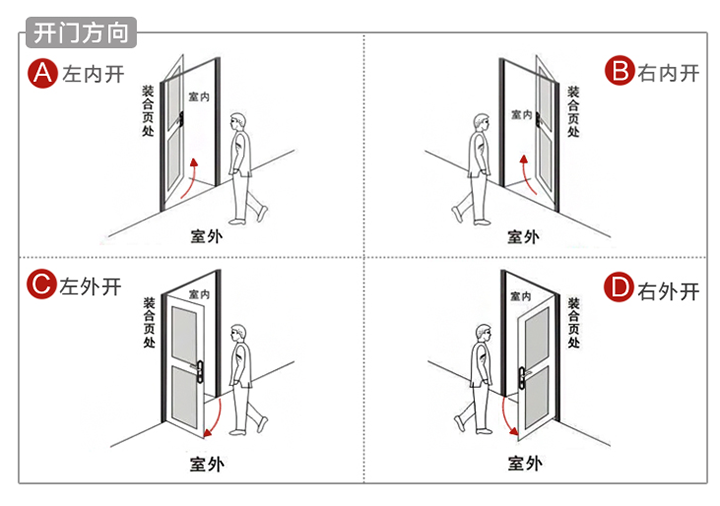 开门方向
A 左内开
装合页处
室内
室外
B 右内开
室内
装合页处
室外
C 左外开
装合页处
室内
室外
D 右外开
室内
装合页处
室外